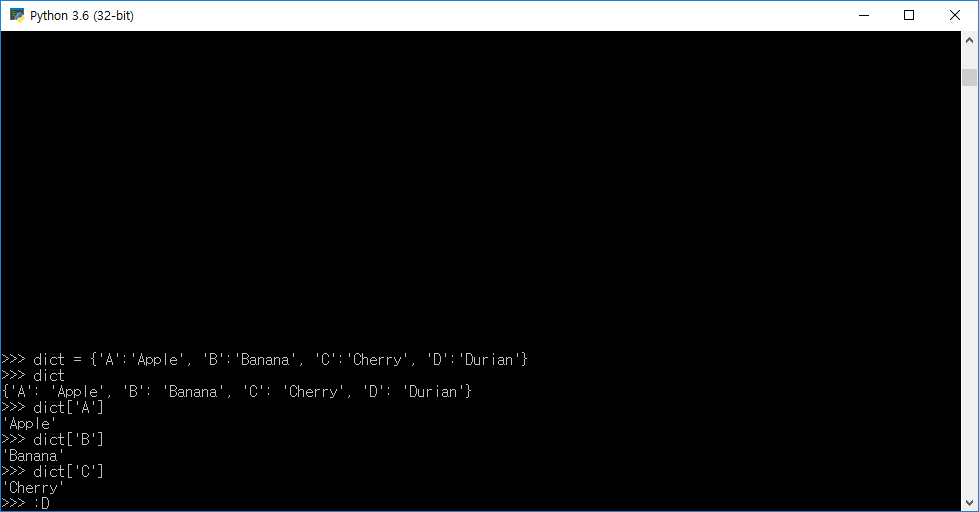 Python 3.6 (32-bit)
>>> dict = {'A':'Apple', 'B':'Banana', 'C':'Cherry', 'D':'Durian'}
>>> dict
{'A': 'Apple', 'B': 'Banana', 'C': 'Cherry', 'D': 'Durian'}
>>> dict['A']
'Apple'
>>> dict['B']
'Banana'
>>> dict['C']
'Cherry'
>>> :D